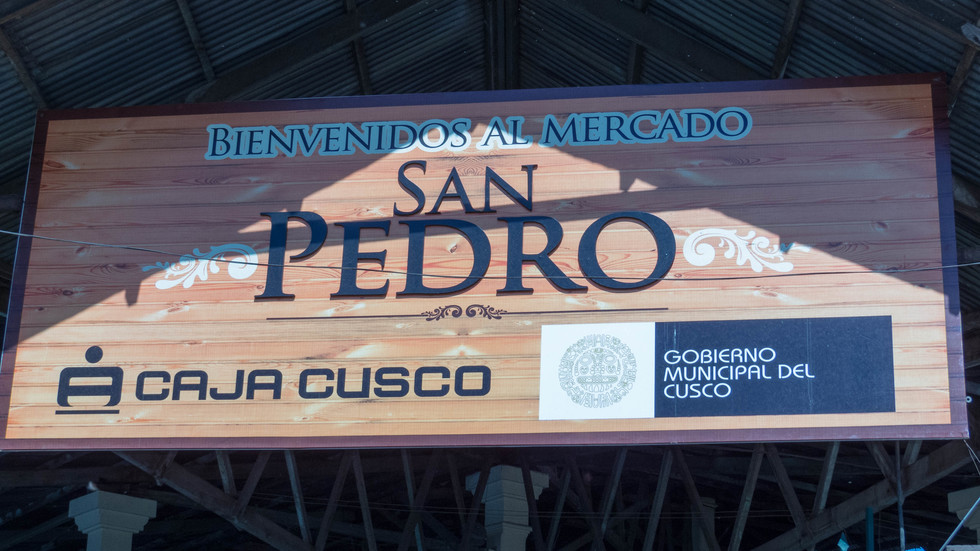 BIENVENIDOS AL MERCADO
SAN
PEDRO
CAJA CUSCO
GOBIERNO
MUNICIPAL DEL
CUSCO